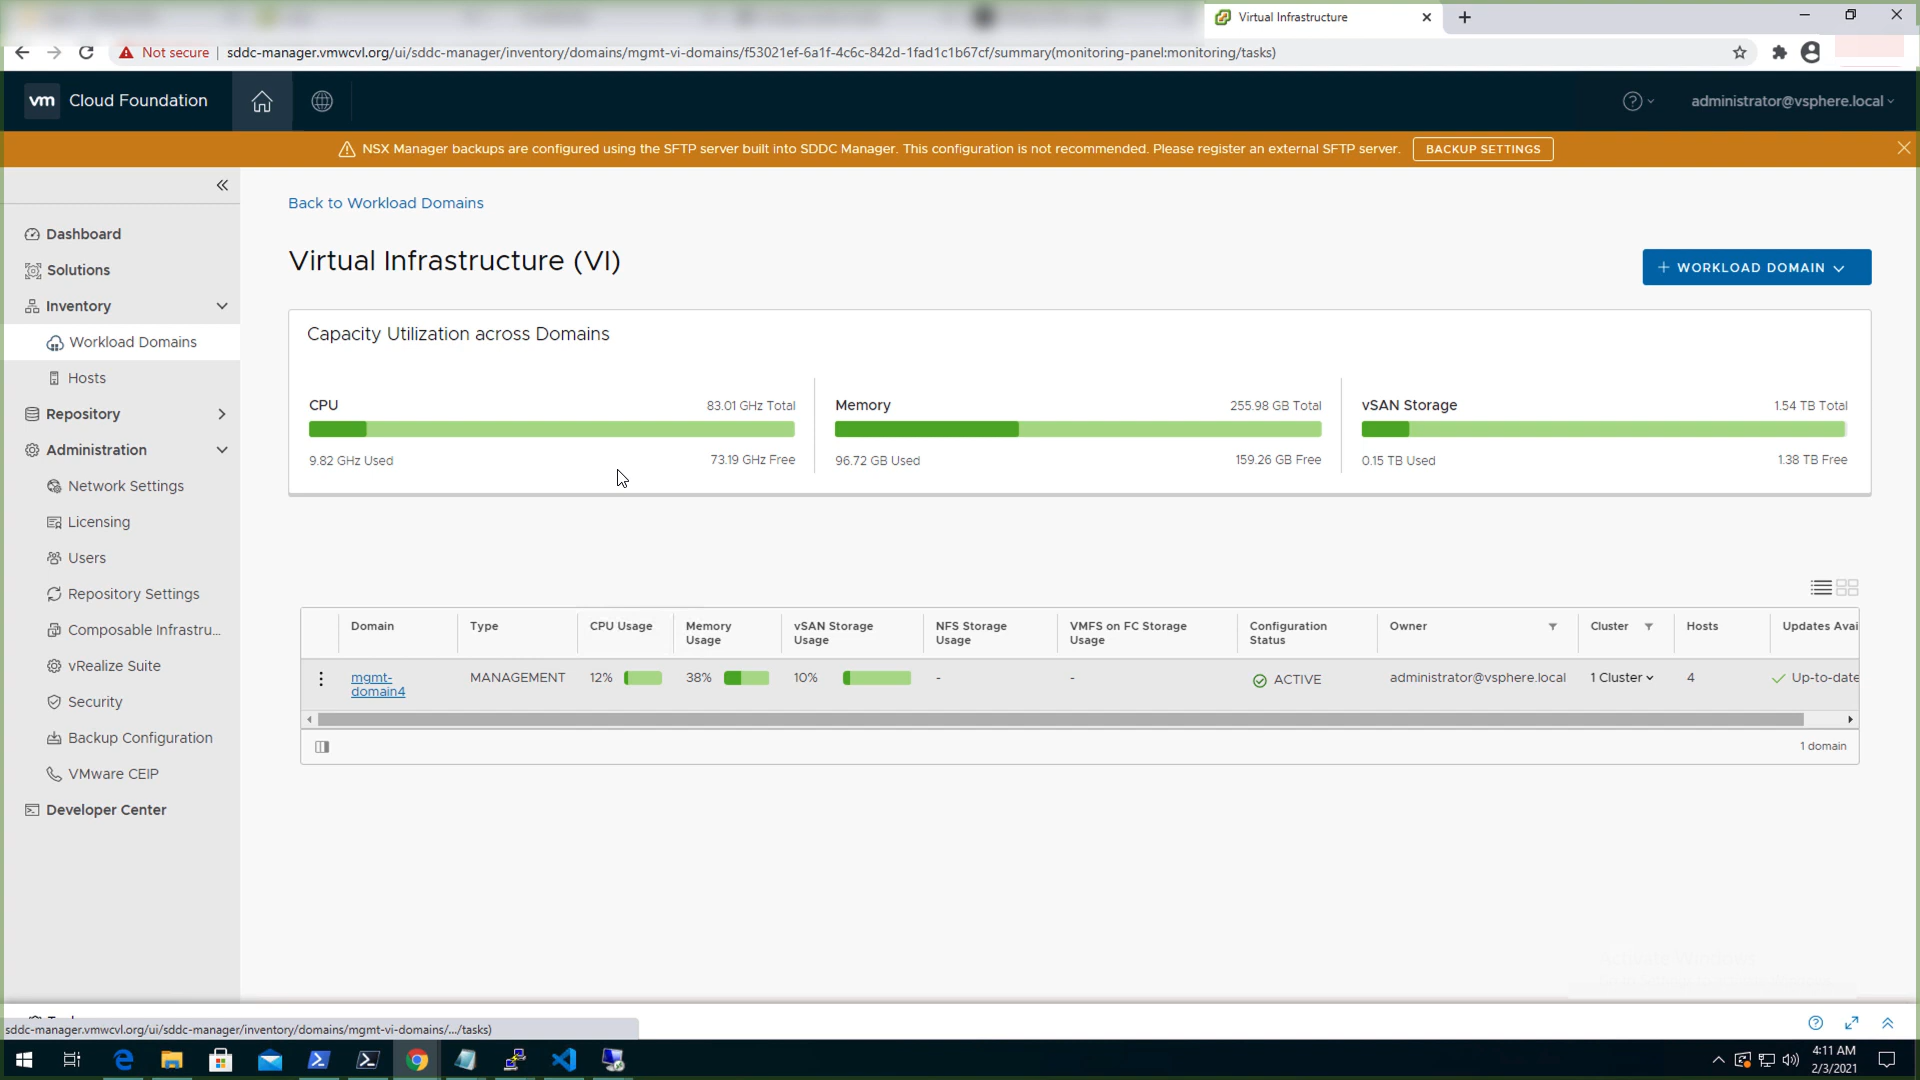 Virtual Infrastructure
Not secure
sddc-manager.vmwcvl.org/ui/sddc-manager/inventory/domains/mgmt-vi-domains/f53021ef-6a1f-4c6c-842d-1fad1c1b67cf/summary(monitoring-panel:monitoring/tasks)
vm Cloud Foundation
administrator@vsphere.local
NSX Manager backups are configured using the SFTP server built into SDDC Manager. This configuration is not recommended. Please register an external SFTP server. BACKUP SETTINGS
Back to Workload Domains
Dashboard
Solutions
Inventory
Workload Domains
Hosts
Repository
Administration
Network Settings
Licensing
Users
Repository Settings
Composable Infrastru...
vRealize Suite
Security
Backup Configuration
VMware CEIP
Developer Center
Virtual Infrastructure (VI)
+ WORKLOAD DOMAIN
Capacity Utilization across Domains
CPU 83.01 GHz Total
9.82 GHz Used 73.19 GHz Free
Memory 255.98 GB Total
96.72 GB Used 159.26 GB Free
vSAN Storage 1.54 TB Total
0.15 TB Used 1.38 TB Free
Domain Type CPU Usage Memory Usage vSAN Storage Usage NFS Storage Usage VMFS on FC Storage Usage Configuration Status Owner Cluster Hosts Updates Avai
mgmt-domain4 MANAGEMENT 12% 38% 10% - - ACTIVE administrator@vsphere.local 1 Cluster 4 Up-to-date
1 domain
sddc-manager.vmwcvl.org/ui/sddc-manager/inventory/domains/mgmt-vi-domains/.../tasks)
4:11 AM
2/3/2021